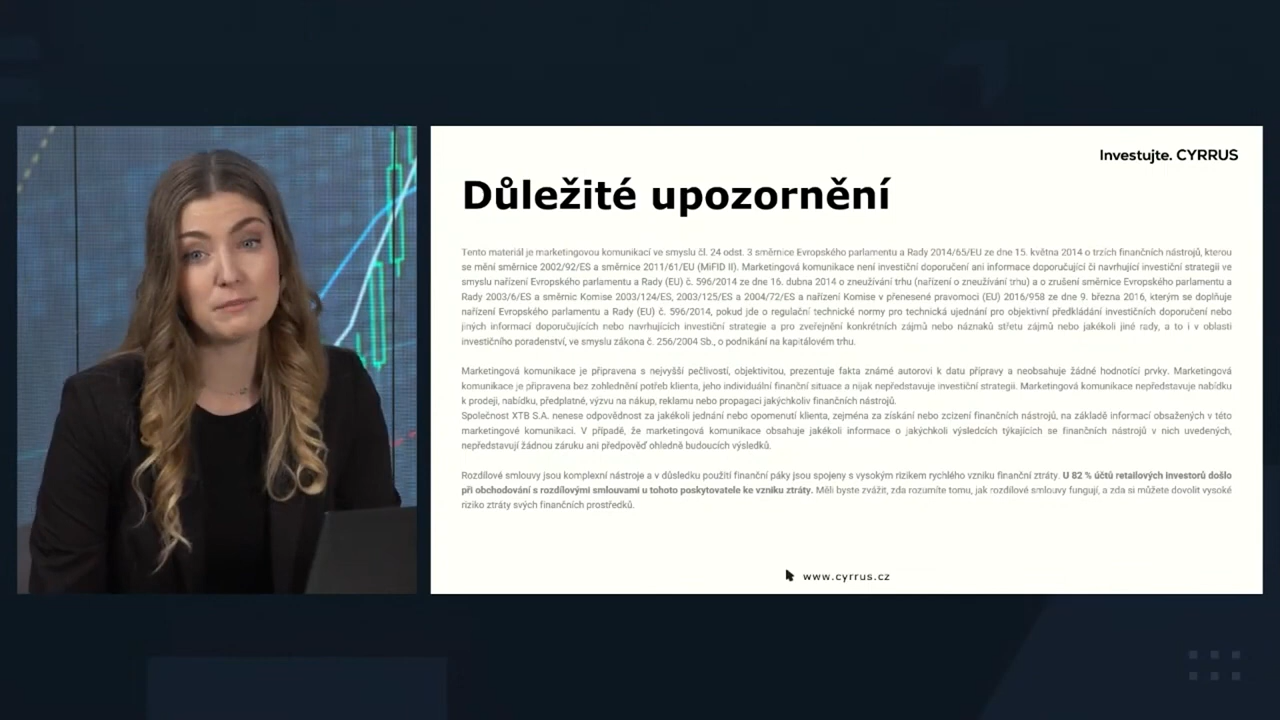 Investujte. CYRRUS
Důležité upozornění
Tento materiál je marketingovou komunikací ve smyslu čl. 24 odst. 3 směrnice Evropského parlamentu a Rady 2014/65/EU ze dne 15. května 2014 o trzích finančních nástrojů, kterou
se mění směrnice 2002/92/ES a směrnice 2011/61/EU (MiFID II). Marketingová komunikace není investiční doporučení ani informace doporučující či navrhující investiční strategii ve
smyslu nařízení Evropského parlamentu a Rady (EU) č. 596/2014 ze dne 16. dubna 2014 o zneužívání trhu (nařízení o zneužívání trhu) a o zrušení směrnice Evropského parlamentu a
Rady 2003/6/ES a směrnic Komise 2003/124/ES, 2003/125/ES a 2004/72/ES a nařízení Komise v přenesené pravomoci (EU) 2016/958 ze dne 9. března 2016, kterým se doplňuje
nařízení Evropského parlamentu a Rady (EU) č. 596/2014, pokud jde o regulační technické normy pro technická ujednání pro objektivní předkládání investičních doporučení nebo
jiných informací doporučujících nebo navrhujících investiční strategie a pro zveřejnění konkrétních zájmů nebo náznaků střetu zájmů nebo jakékoli jiné rady, a to i v oblasti
investičního poradenství, ve smyslu zákona č. 256/2004 Sb., o podnikání na kapitálovém trhu.
Marketingová komunikace je připravena s nejvyšší pečlivostí, objektivitou, prezentuje fakta známé autorovi k datu přípravy a neobsahuje žádné hodnotící prvky. Marketingová
komunikace je připravena bez zohlednění potřeb klienta, jeho individuální finanční situace a nijak nepředstavuje investiční strategii. Marketingová komunikace nepředstavuje nabídku
k prodeji, nabídku, předplatné, výzvu na nákup, reklamu nebo propagaci jakýchkoliv finančních nástrojů.
Společnost XTB S.A. nenese odpovědnost za jakékoli jednání nebo opomenutí klienta, zejména za získání nebo zcizení finančních nástrojů, na základě informací obsažených v této
marketingové komunikaci. V případě, že marketingová komunikace obsahuje jakékoli informace o jakýchkoli výsledcích týkajících se finančních nástrojů v nich uvedených,
nepředstavují žádnou záruku ani předpověď ohledně budoucích výsledků.
Rozdílové smlouvy jsou komplexní nástroje a v důsledku použití finanční páky jsou spojeny s vysokým rizikem rychlého vzniku finanční ztráty. U 82 % účtů retailových investorů došlo
při obchodování s rozdílovými smlouvami u tohoto poskytovatele ke vzniku ztráty. Měli byste zvážit, zda rozumíte tomu, jak rozdílové smlouvy fungují, a zda si můžete dovolit vysoké
riziko ztráty svých finančních prostředků.
www.cyrrus.cz